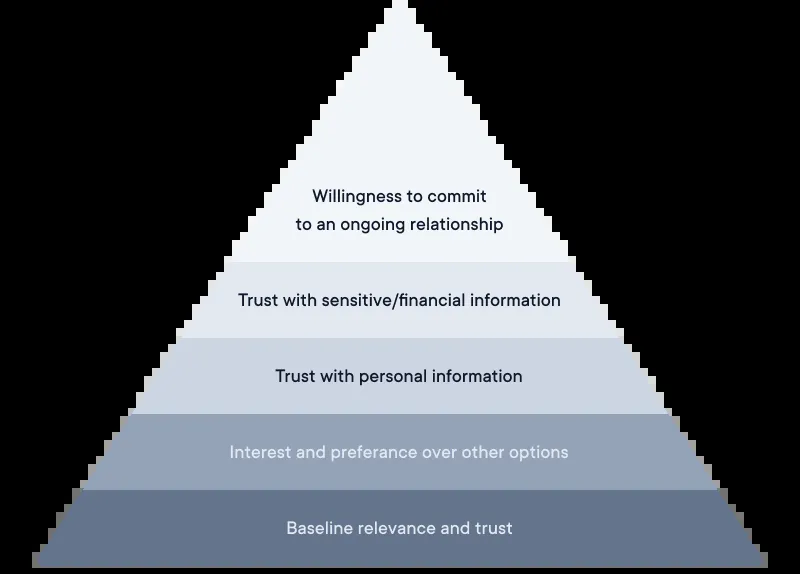 Willingness to commit
to an ongoing relationship
Trust with sensitive/financial information
Trust with personal information
Interest and preferance over other options
Baseline relevance and trust